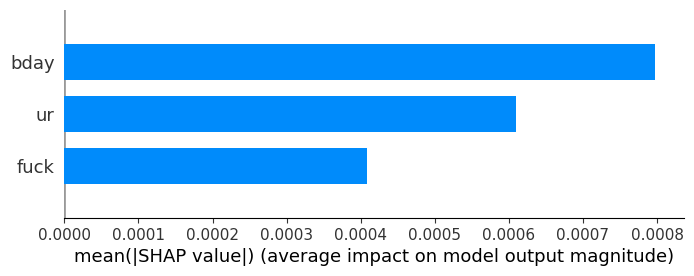 bday
ur
fuck
0.0000 0.0001 0.0002 0.0003 0.0004 0.0005 0.0006 0.0007 0.0008
mean(|SHAP value|) (average impact on model output magnitude)